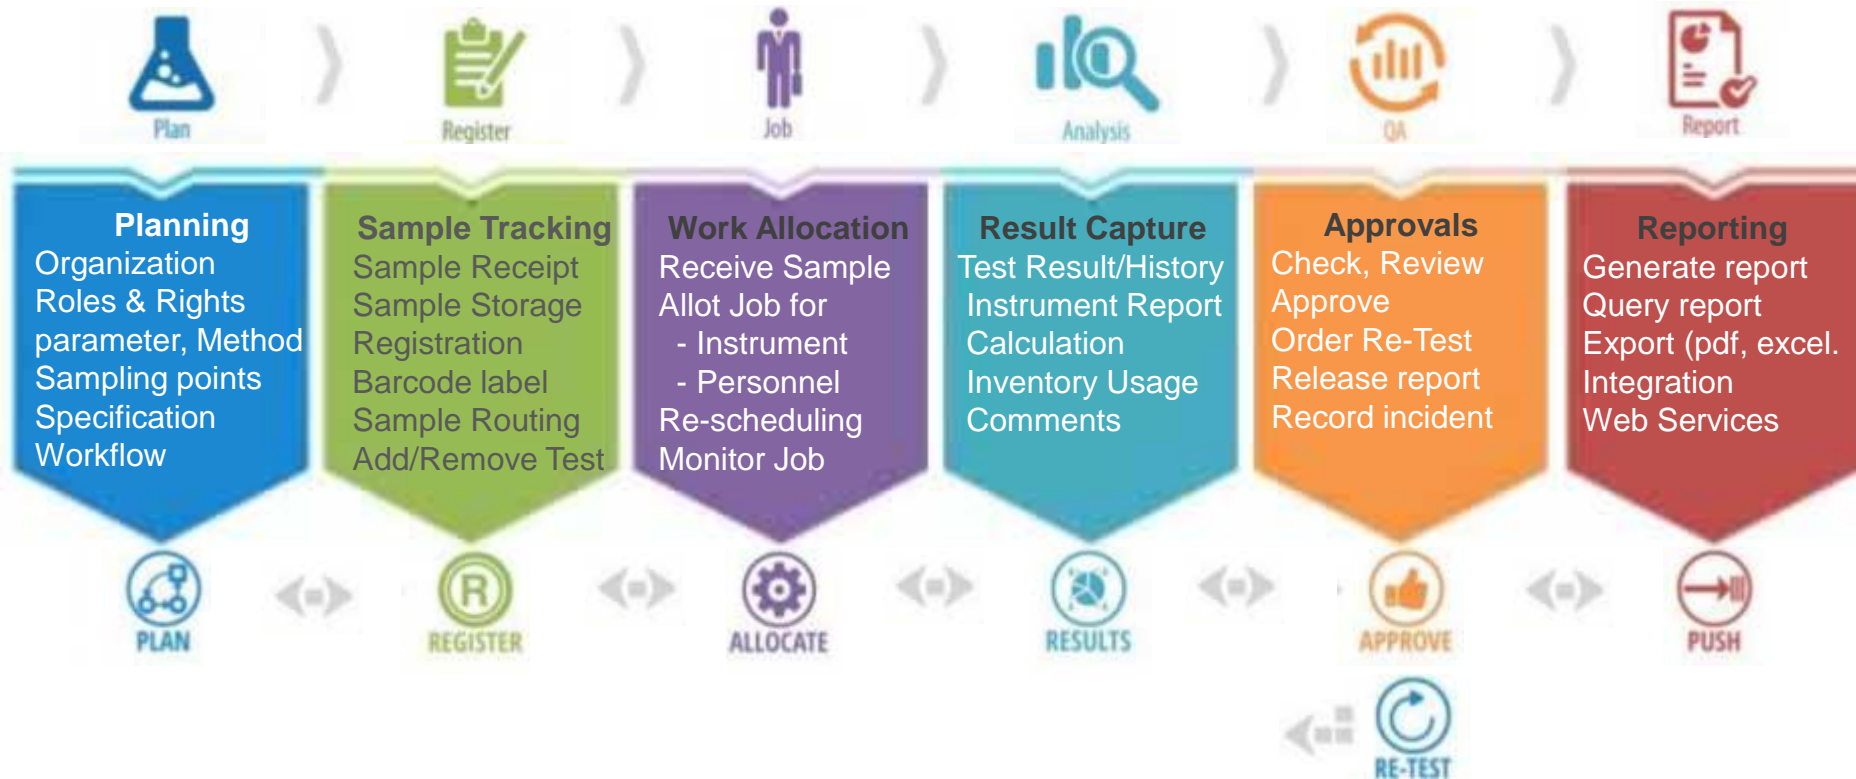 Plan
Register
Job
Analysis
QA
Report
Planning
Organization
Roles & Rights
parameter, Method
Sampling points
Specification
Workflow
Sample Tracking
Sample Receipt
Sample Storage
Registration
Barcode label
Sample Routing
Add/Remove Test
Work Allocation
Receive Sample
Allot Job for
- Instrument
- Personnel
Re-scheduling
Monitor Job
Result Capture
Test Result/History
Instrument Report
Calculation
Inventory Usage
Comments
Approvals
Check, Review
Approve
Order Re-Test
Release report
Record incident
Reporting
Generate report
Query report
Export (pdf, excel.
Integration
Web Services
R
PLAN
REGISTER
ALLOCATE
RESULTS
APPROVE
PUSH
RE-TEST